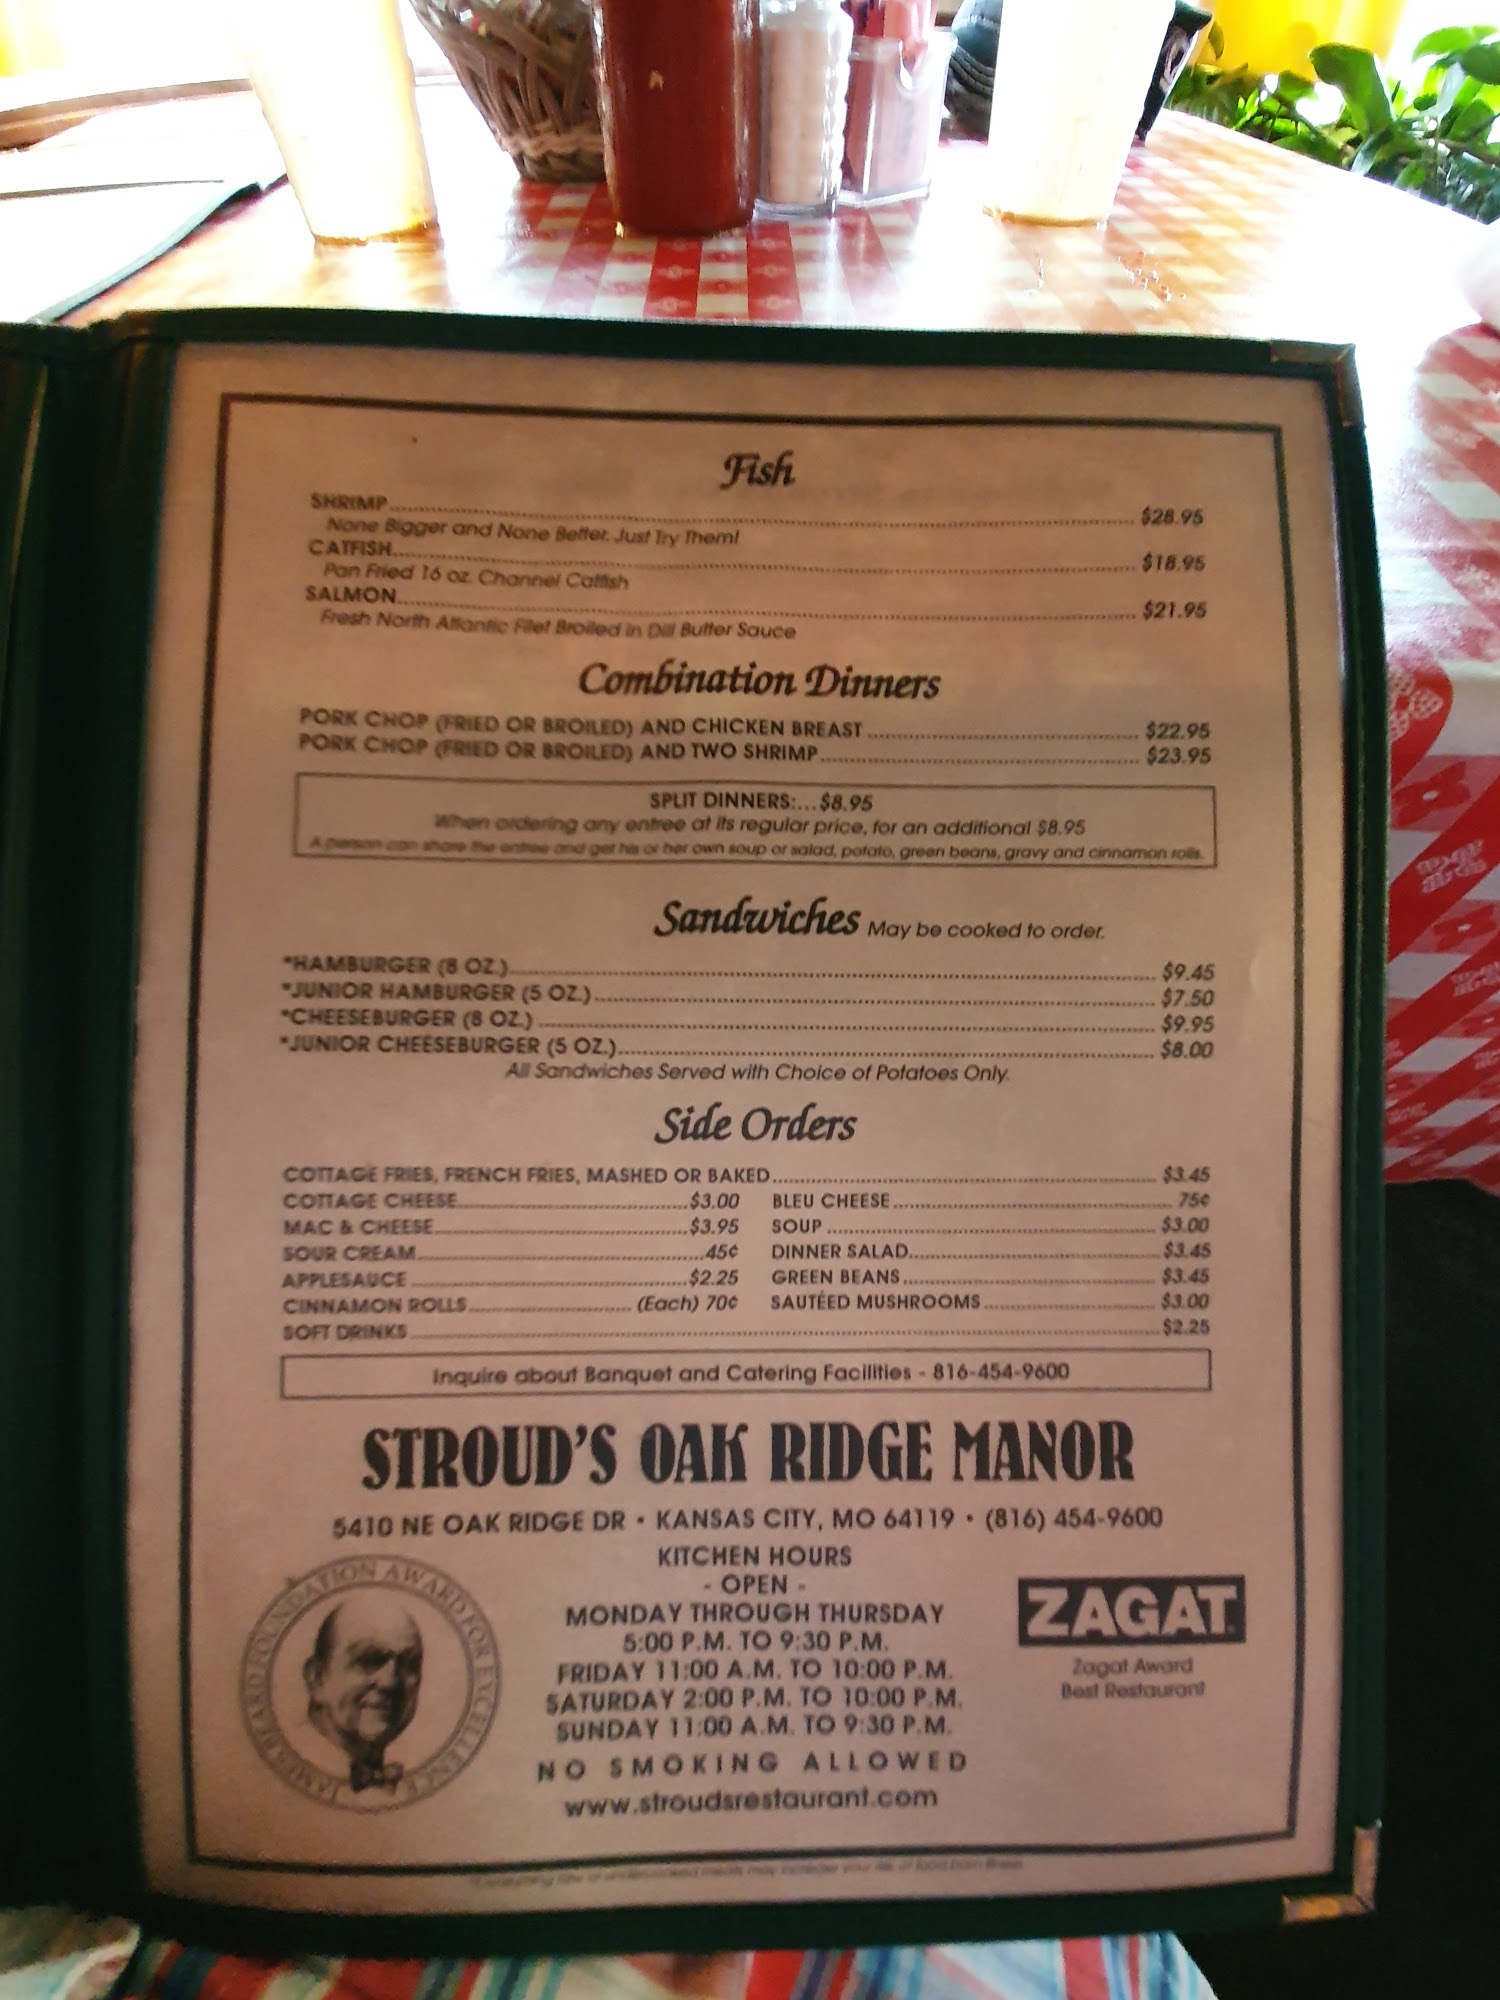 Fish
SHRIMP $28.95
None Bigger and None Better. Just Try Them!
CATFISH $18.95
Pan Fried 16 oz. Channel Catfish
SALMON $21.95
Fresh North Atlantic Filet Broiled in Dill Butter Sauce
Combination Dinners
PORK CHOP (FRIED OR BROILED) AND CHICKEN BREAST $22.95
PORK CHOP (FRIED OR BROILED) AND TWO SHRIMP $23.95
SPLIT DINNERS:...$8.95
When ordering any entree at its regular price, for an additional $8.95
A person can share the entree and get his or her own soup or salad, potato, green beans, gravy and cinnamon rolls.
Sandwiches May be cooked to order.
*HAMBURGER (8 OZ.) $9.45
*JUNIOR HAMBURGER (5 OZ.) $7.50
*CHEESEBURGER (8 OZ.) $9.95
*JUNIOR CHEESEBURGER (5 OZ.) $8.00
All Sandwiches Served with Choice of Potatoes Only.
Side Orders
COTTAGE FRIES, FRENCH FRIES, MASHED OR BAKED $3.45
COTTAGE CHEESE $3.00 BLEU CHEESE 75¢
MAC & CHEESE $3.95 SOUP $3.00
SOUR CREAM 45¢ DINNER SALAD $3.45
APPLESAUCE $2.25 GREEN BEANS $3.45
CINNAMON ROLLS (Each) 70¢ SAUTÉED MUSHROOMS $3.00
SOFT DRINKS $2.25
Inquire about Banquet and Catering Facilities - 816-454-9600
STROUD'S OAK RIDGE MANOR
5410 NE OAK RIDGE DR • KANSAS CITY, MO 64119 • (816) 454-9600
KITCHEN HOURS
- OPEN -
MONDAY THROUGH THURSDAY
5:00 P.M. TO 9:30 P.M.
FRIDAY 11:00 A.M. TO 10:00 P.M.
SATURDAY 2:00 P.M. TO 10:00 P.M.
SUNDAY 11:00 A.M. TO 9:30 P.M.
NO SMOKING ALLOWED
www.stroudsrestaurant.com
JAMES BEARD FOUNDATION AWARD FOR EXCELLENCE
ZAGAT
Zagat Award
Best Restaurant